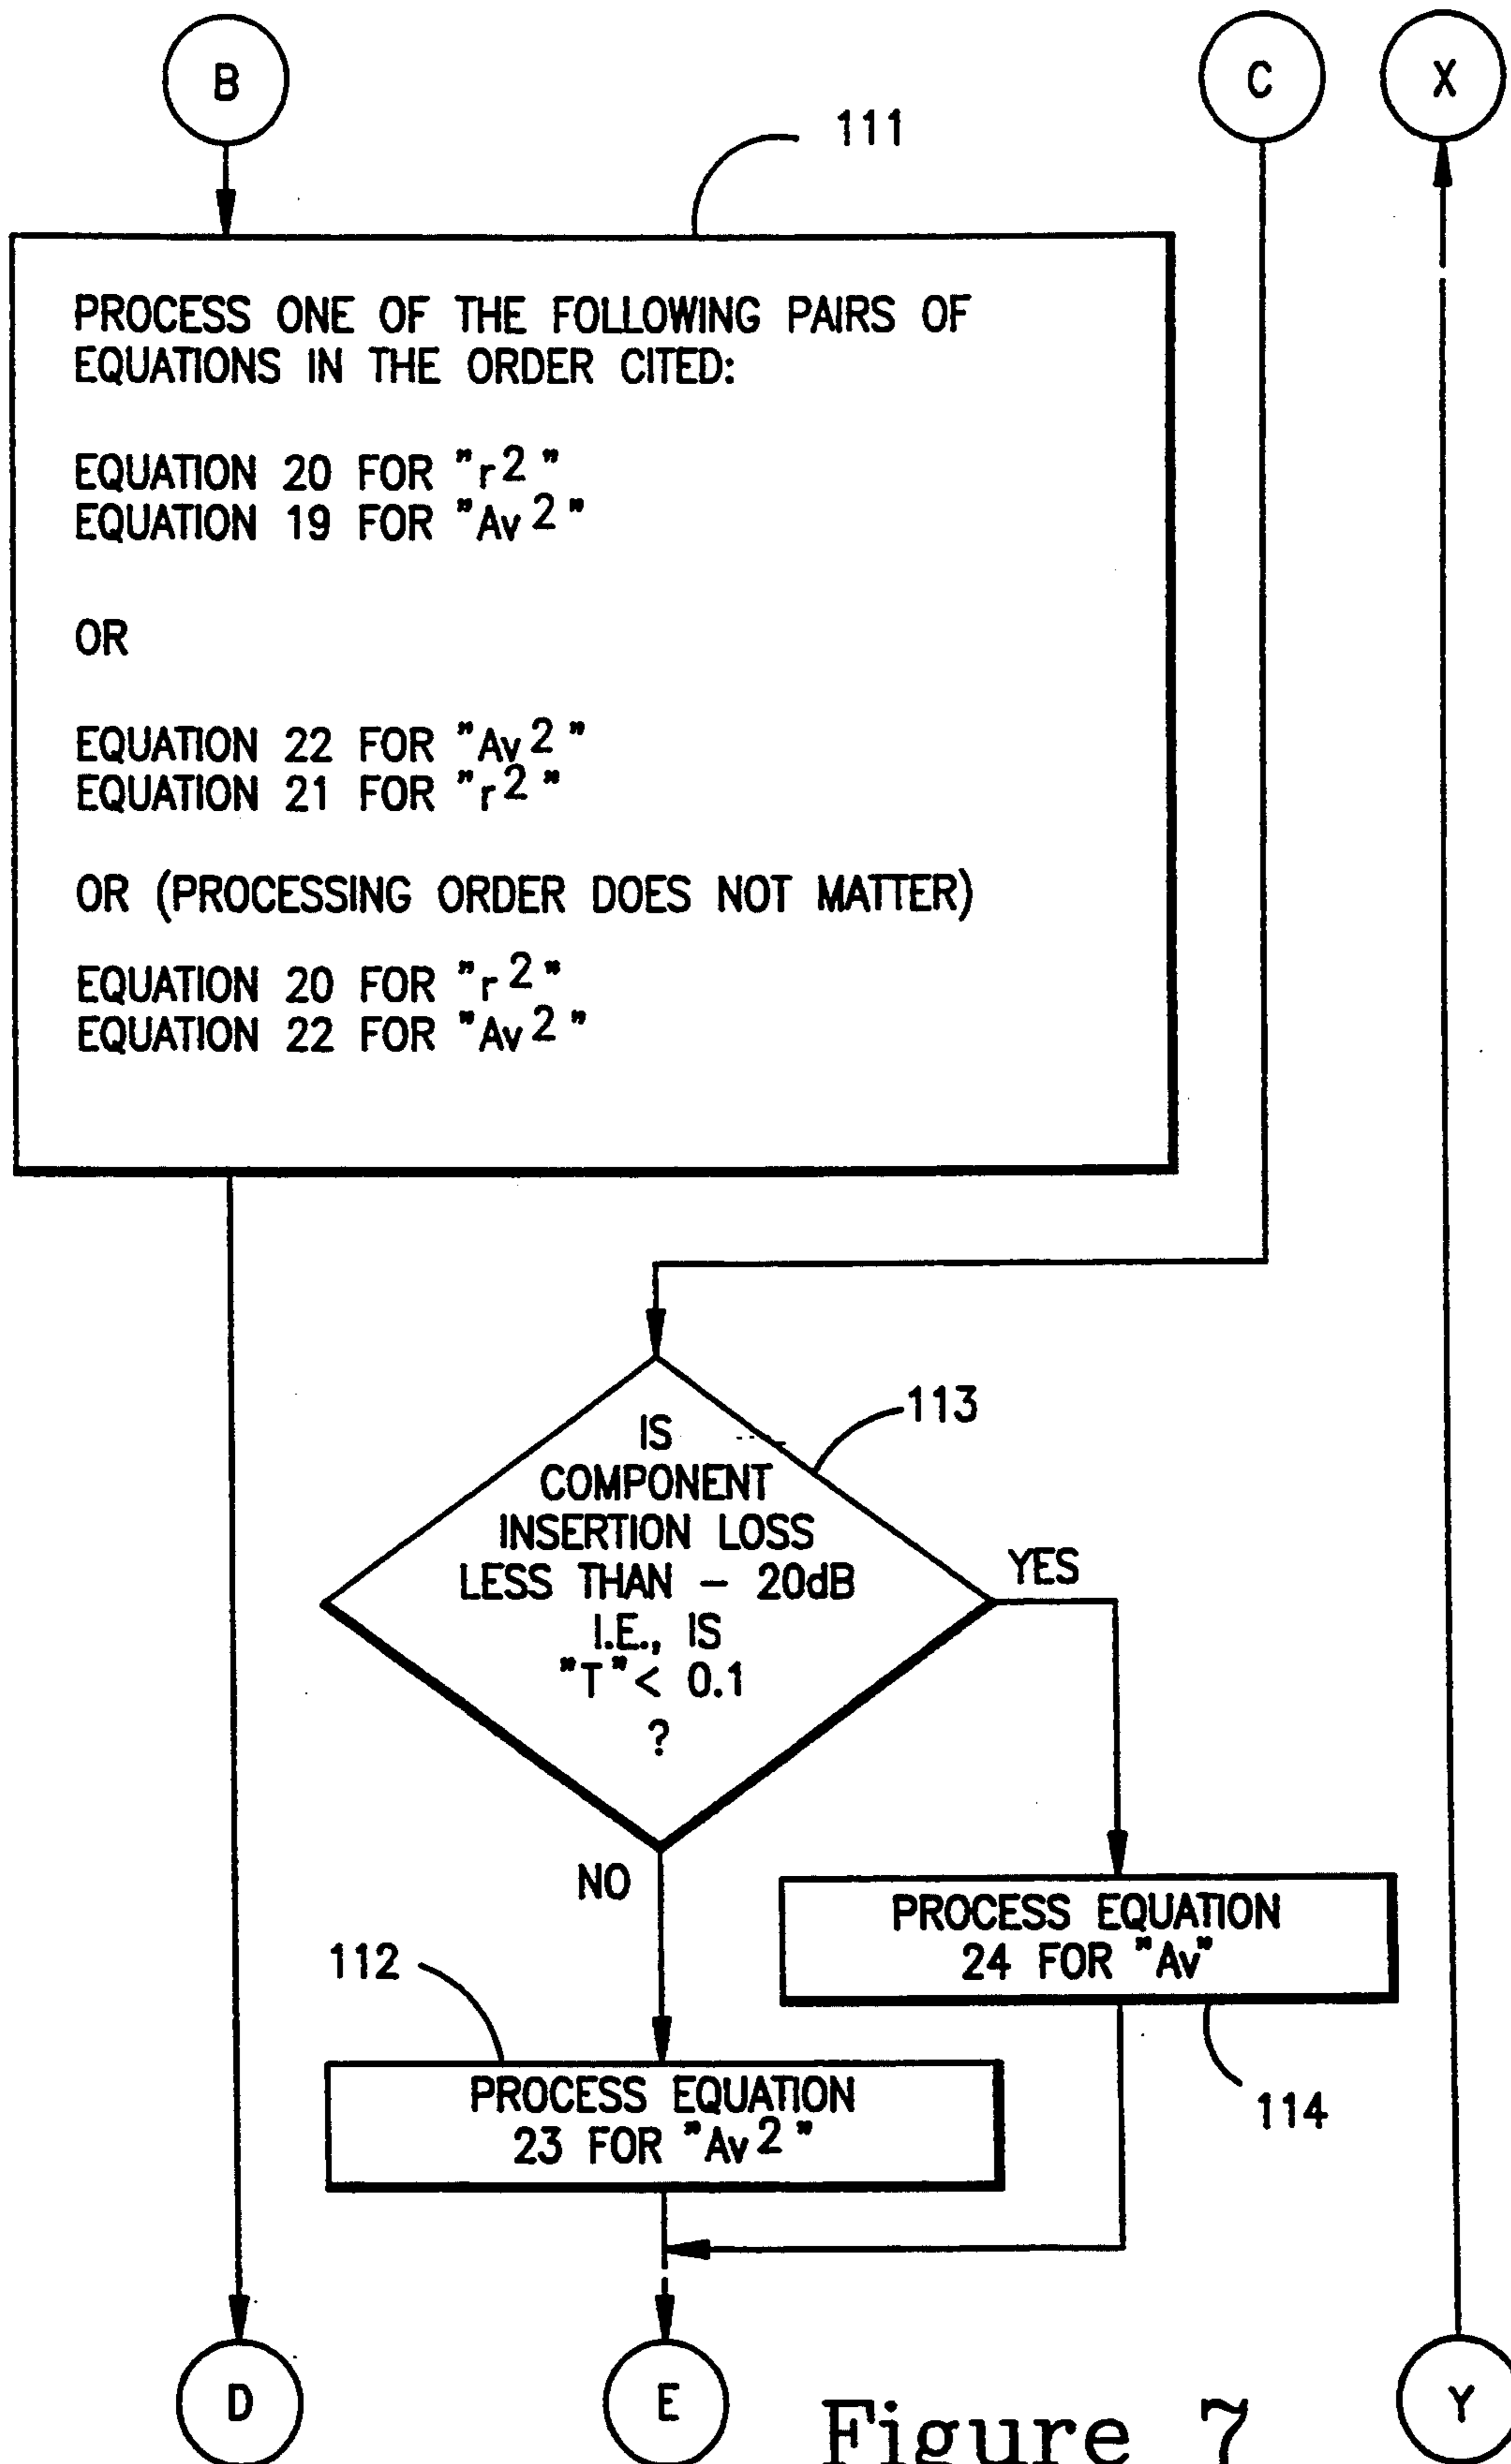 B
C
X
111
PROCESS ONE OF THE FOLLOWING PAIRS OF
EQUATIONS IN THE ORDER CITED:
EQUATION 20 FOR "r²"
EQUATION 19 FOR "Av²"
OR
EQUATION 22 FOR "Av²"
EQUATION 21 FOR "r²"
OR (PROCESSING ORDER DOES NOT MATTER)
EQUATION 20 FOR "r²"
EQUATION 22 FOR "Av²"
113
IS
COMPONENT
INSERTION LOSS
LESS THAN - 20dB
I.E., IS
"T"< 0.1
?
YES
NO
PROCESS EQUATION
24 FOR "Av"
112
114
PROCESS EQUATION
23 FOR "Av²"
D
E
Y
Figure 7